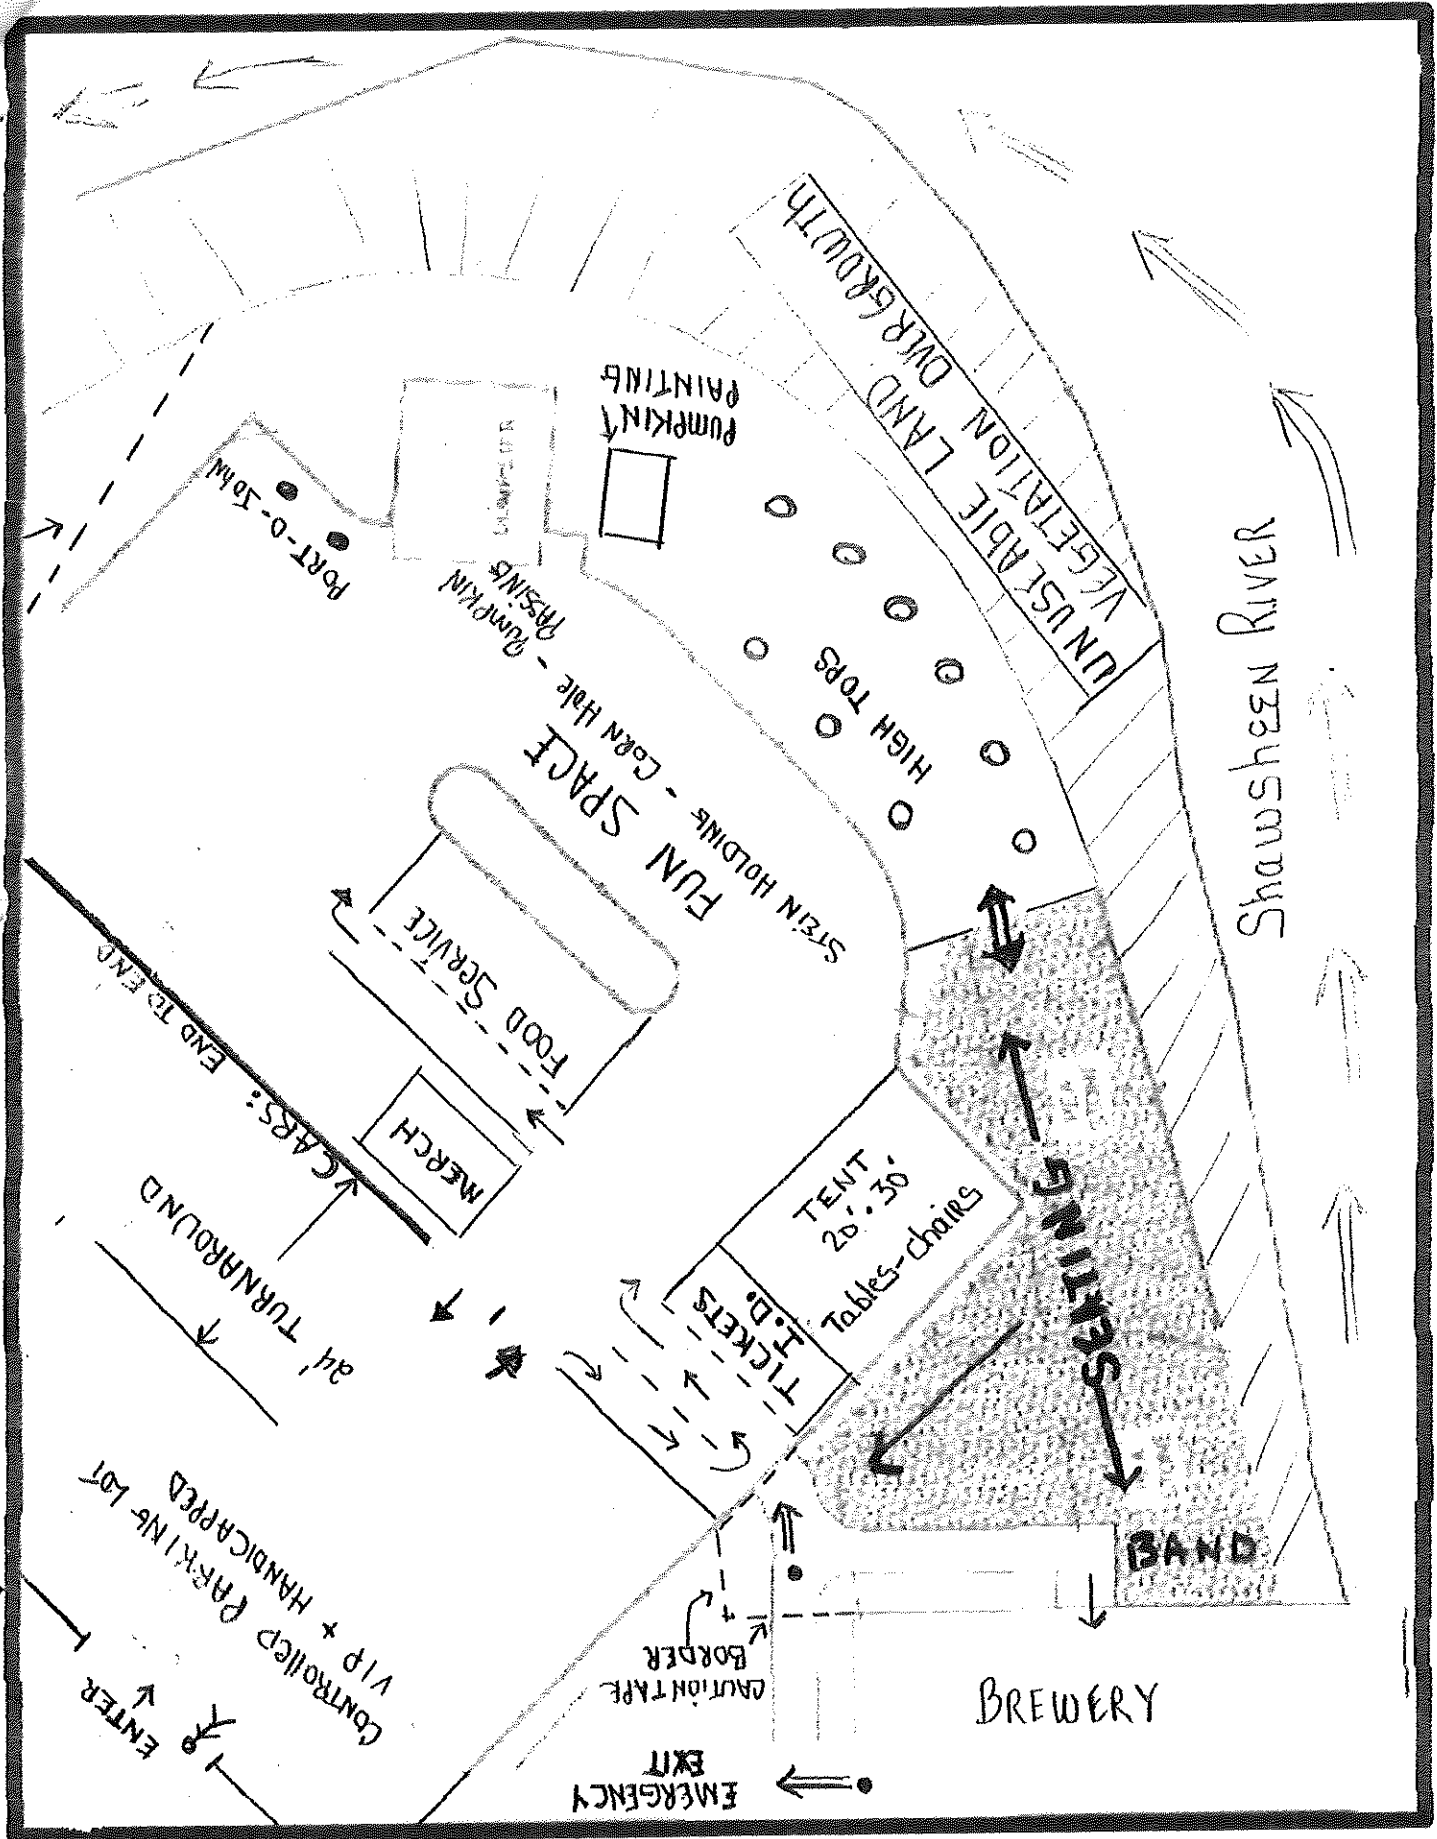 UNUSEABLE LAND
VEGETATION OVERGROWTH
PUMPKIN
PAINTING
PORT-O-JOHN
Shawsheen River
HIGH TOPS
FUN SPACE
STEIN HOLDING - CORN Hole - PUMPKIN
PASSING
FOOD SERVICE
MERCH
CARS: END TO END
24' TURNAROUND
TENT
20'.30'
Tables-Chairs
TICKETS
I.D.
SEATING
BAND
CONTROLLED PARKING LOT
VIP + HANDICAPPED
ENTER
CAUTION TAPE
BORDER
BREWERY
EMERGENCY
EXIT